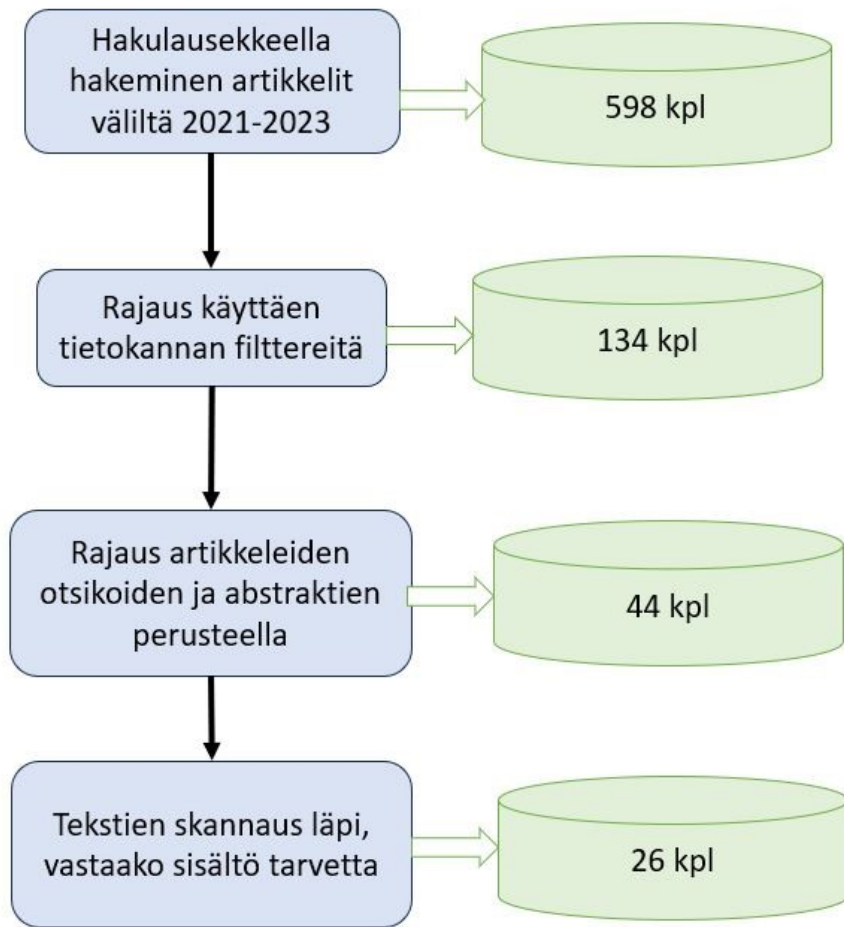 Hakulausekkeella
hakeminen artikkelit
väliltä 2021-2023
598 kpl
Rajaus käyttäen
tietokannan filttereitä
134 kpl
Rajaus artikkeleiden
otsikoiden ja abstraktien
perusteella
44 kpl
Tekstien skannaus läpi,
vastaako sisältö tarvetta
26 kpl